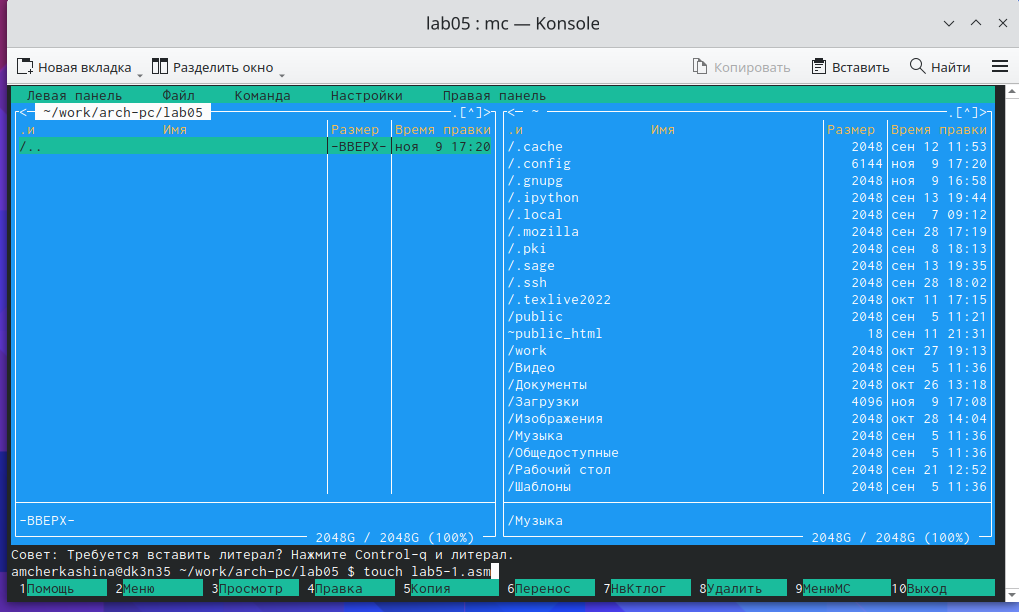 lab05 : mc — Konsole
Новая вкладка Разделить окно Копировать Вставить Найти
Левая панель Файл Команда Настройки Правая панель
<─ ~/work/arch-pc/lab05 .[^]> <─ ~ .[^]>
.и Имя Размер Время правки .и Имя Размер Время правки
/.. -ВВЕРХ- ноя 9 17:20 /.cache 2048 сен 12 11:53
/.config 6144 ноя 9 17:20
/.gnupg 2048 ноя 9 16:58
/.ipython 2048 сен 13 19:44
/.local 2048 сен 7 09:12
/.mozilla 2048 сен 28 17:19
/.pki 2048 сен 8 18:13
/.sage 2048 сен 13 19:35
/.ssh 2048 сен 28 18:02
/.texlive2022 2048 окт 11 17:15
/public 2048 сен 5 11:21
~public_html 18 сен 11 21:31
/work 2048 окт 27 19:13
/Видео 2048 сен 5 11:36
/Документы 2048 окт 26 13:18
/Загрузки 4096 ноя 9 17:08
/Изображения 2048 окт 28 14:04
/Музыка 2048 сен 5 11:36
/Общедоступные 2048 сен 5 11:36
/Рабочий стол 2048 сен 21 12:52
/Шаблоны 2048 сен 5 11:36
-ВВЕРХ- /Музыка
2048G / 2048G (100%) 2048G / 2048G (100%)
Совет: Требуется вставить литерал? Нажмите Control-q и литерал.
amcherkashina@dk3n35 ~/work/arch-pc/lab05 $ touch lab5-1.asm
1Помощь 2Меню 3Просмотр 4Правка 5Копия 6Перенос 7НвКтлог 8Удалить 9МенюMC 10Выход